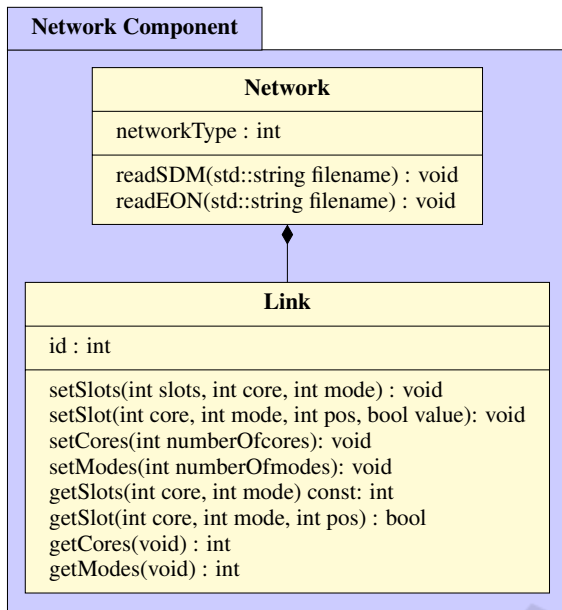 Network Component
Network
networkType : int
readSDM(std::string filename) : void
readEON(std::string filename) : void
Link
id : int
setSlots(int slots, int core, int mode) : void
setSlot(int core, int mode, int pos, bool value): void
setCores(int numberOfcores): void
setModes(int numberOfmodes): void
getSlots(int core, int mode) const: int
getSlot(int core, int mode, int pos) : bool
getCores(void) : int
getModes(void) : int